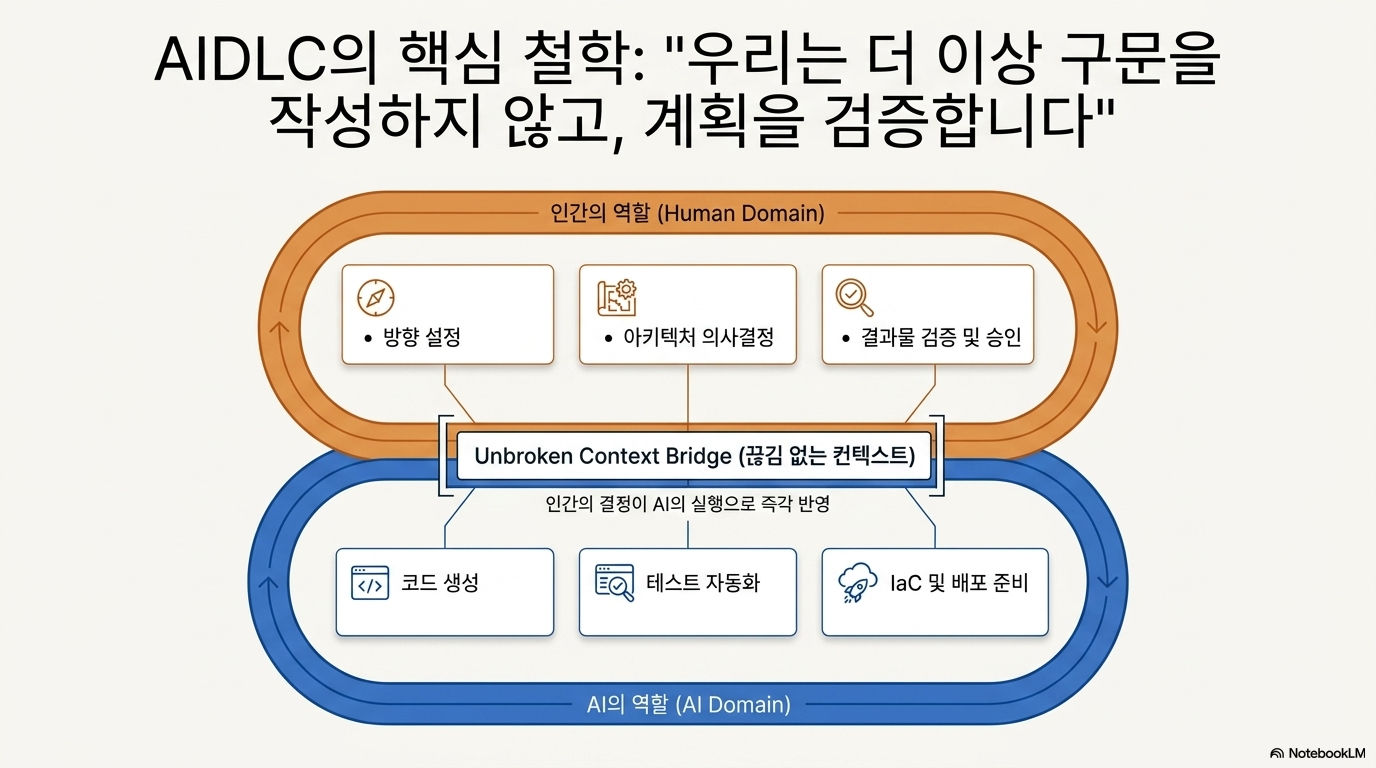 AIDLC의 핵심 철학: "우리는 더 이상 구문을
작성하지 않고, 계획을 검증합니다"
인간의 역할 (Human Domain)
• 방향 설정
• 아키텍처 의사결정
• 결과물 검증 및 승인
Unbroken Context Bridge (끊김 없는 컨텍스트)
인간의 결정이 AI의 실행으로 즉각 반영
코드 생성
테스트 자동화
IaC 및 배포 준비
AI의 역할 (AI Domain)
NotebookLM